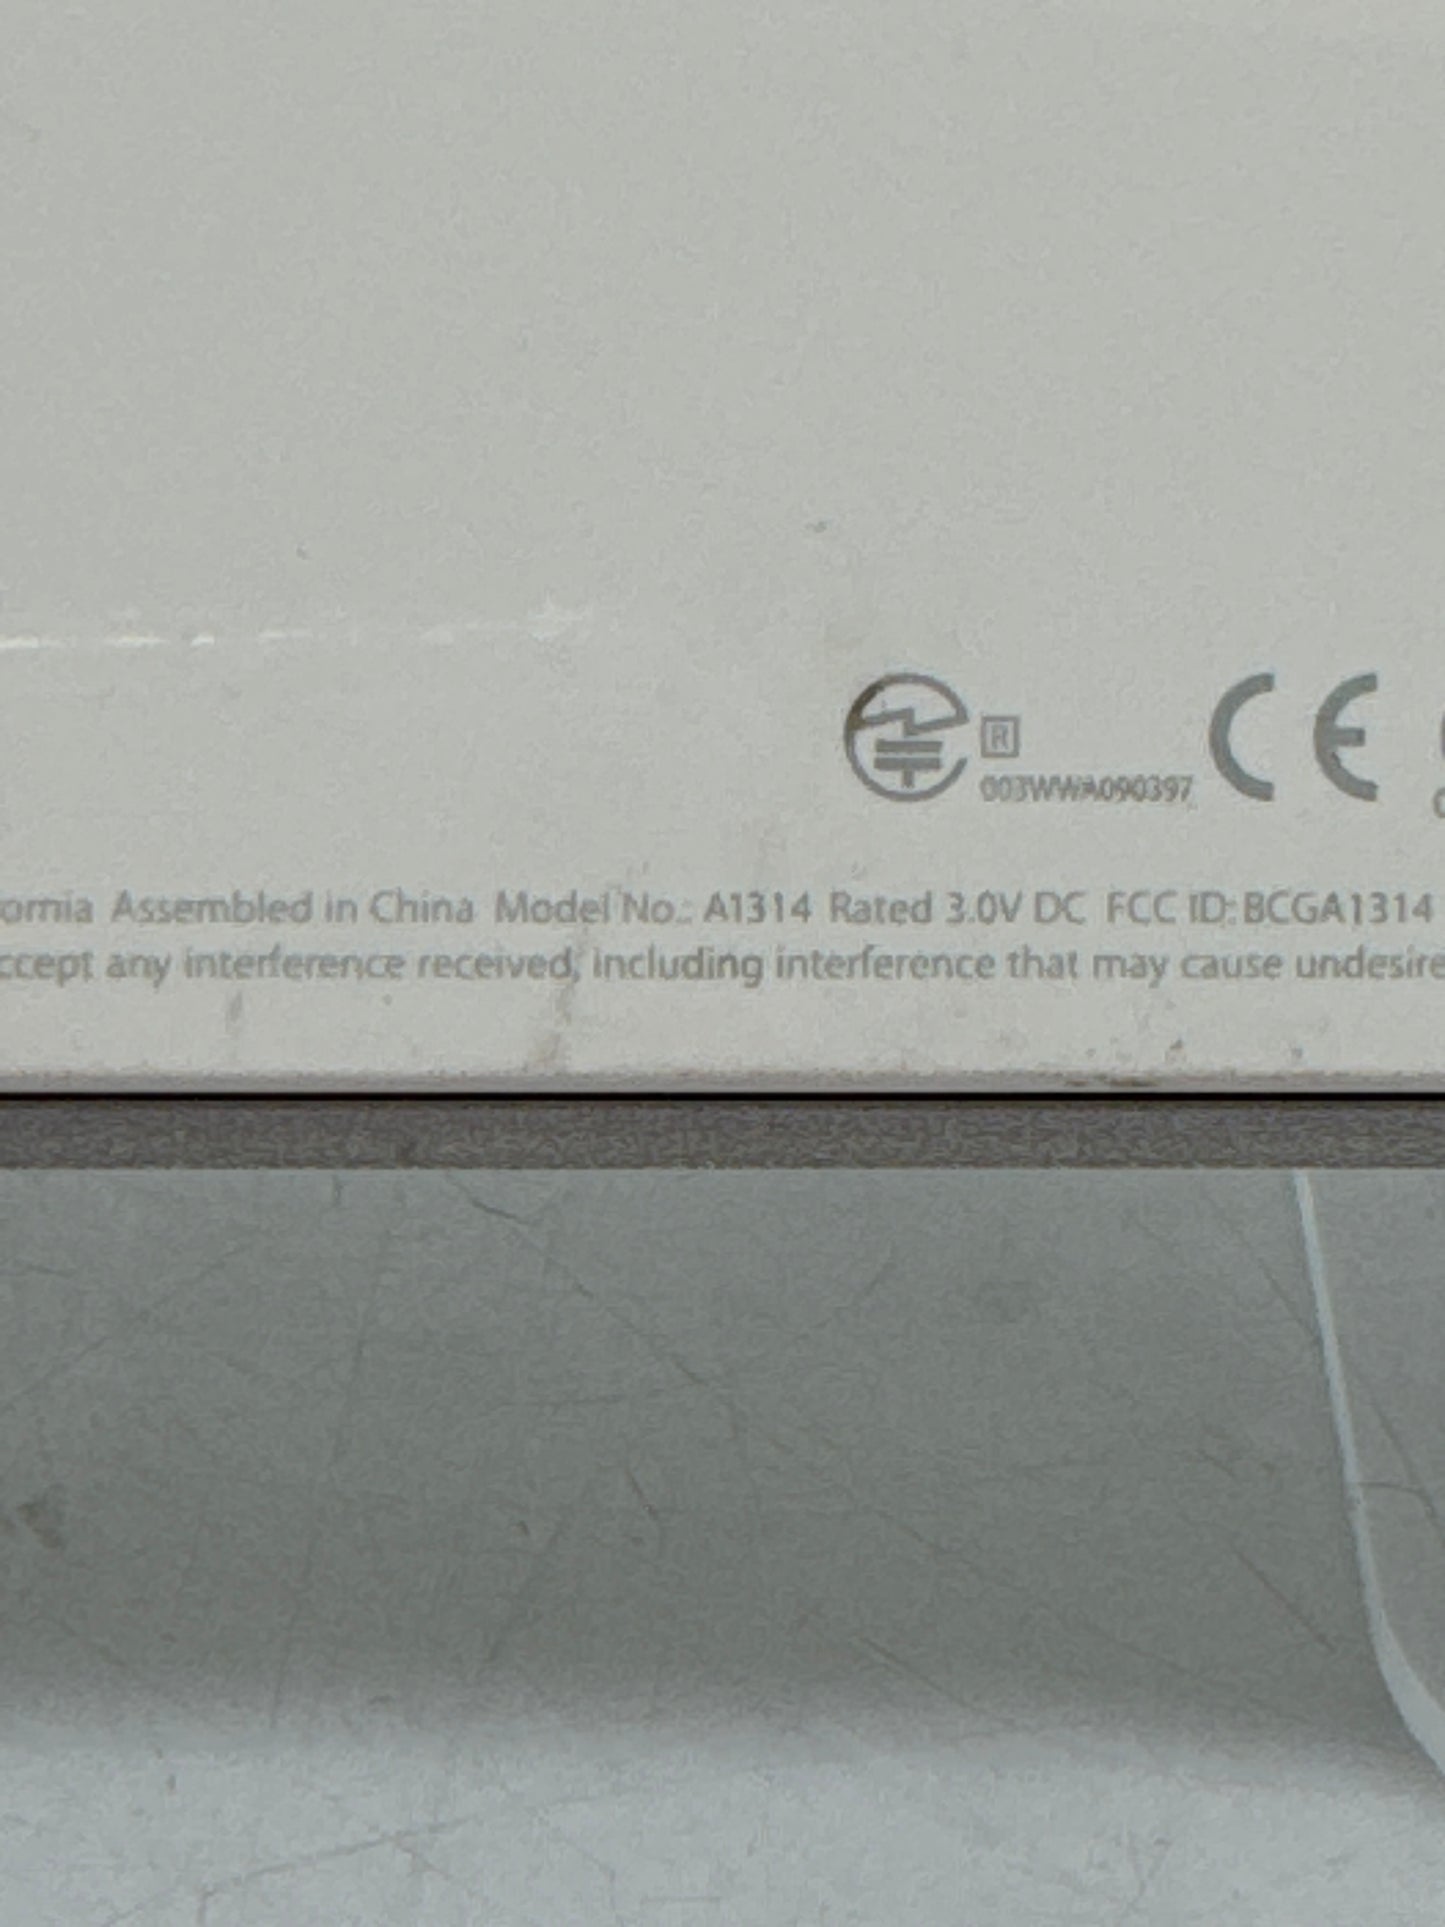 R CE
003WWA090397
ornia Assembled in China Model No.: A1314 Rated 3.0V DC FCC ID: BCGA1314
ccept any interference received, including interference that may cause undesire